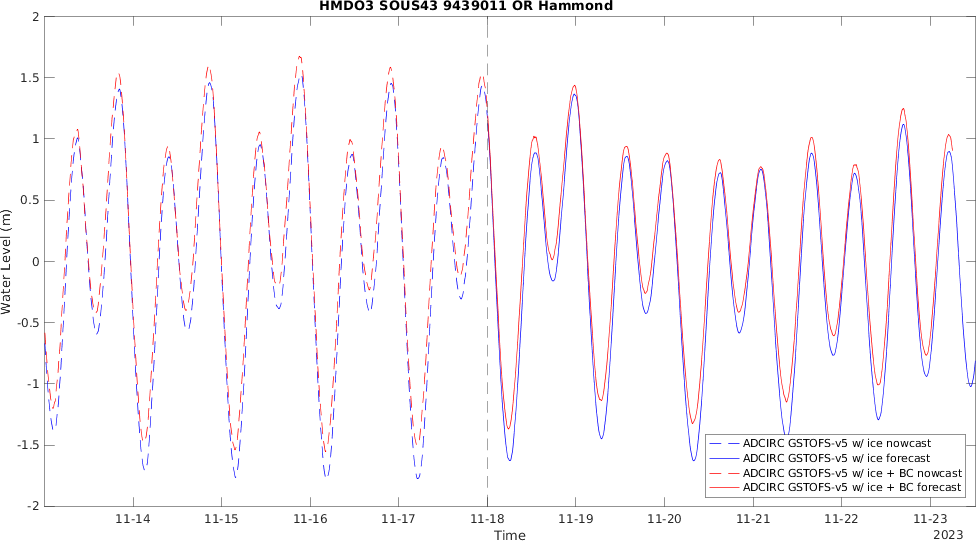 HMDO3 SOUS43 9439011 OR Hammond
2
1.5
1
0.5
0
-0.5
-1
-1.5
-2
Water Level (m)
ADCIRC GSTOFS-v5 w/ ice nowcast
ADCIRC GSTOFS-v5 w/ ice forecast
ADCIRC GSTOFS-v5 w/ ice + BC nowcast
ADCIRC GSTOFS-v5 w/ ice + BC forecast
11-14 11-15 11-16 11-17 11-18 11-19 11-20 11-21 11-22 11-23
Time
2023